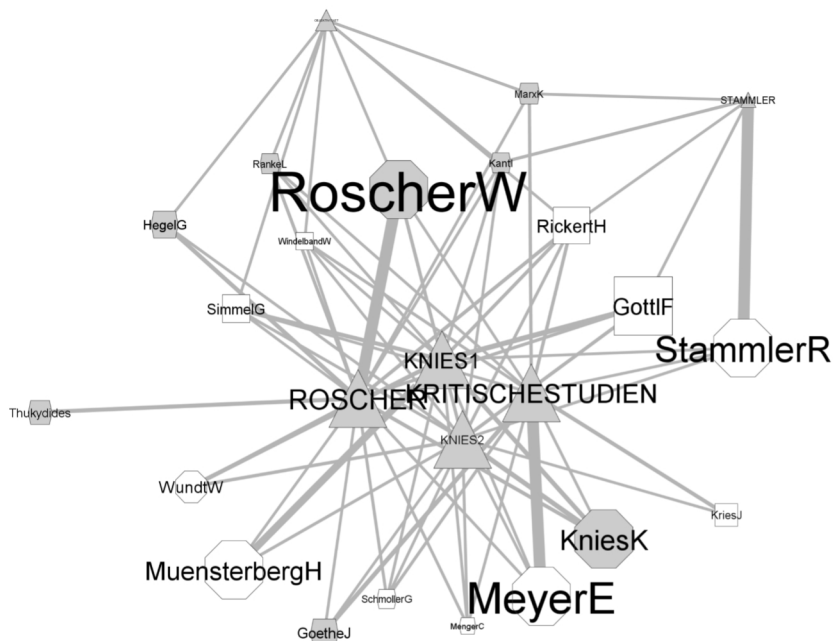 MarxK
STAMMLER
RankeL
KantI
RoscherW
HegelG
WindelbandW
RickertH
SimmelG
GottlF
StammlerR
KNIES1
ROSCHER
KRITISCHESTUDIEN
Thukydides
KNIES2
WundtW
KriesJ
KniesK
MuensterbergH
SchmollerG
MeyerE
MengerC
GoetheJ